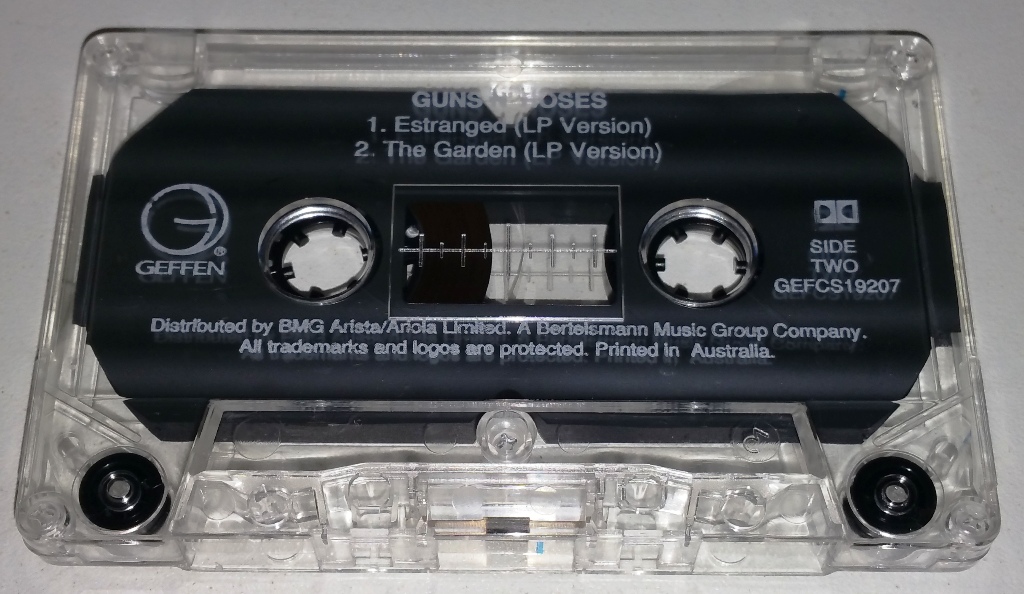 GUNS N' ROSES
1. Estranged (LP Version)
2. The Garden (LP Version)
GEFFEN®
SIDE
TWO
GEFCS19207
Distributed by BMG Arista/Ariola Limited. A Bertelsmann Music Group Company.
All trademarks and logos are protected. Printed in Australia.